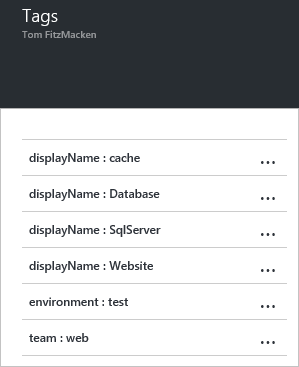 Tags
Tom FitzMacken
displayName : cache
...
displayName : Database
...
displayName : SqlServer
...
displayName : Website
...
environment : test
...
team : web
...